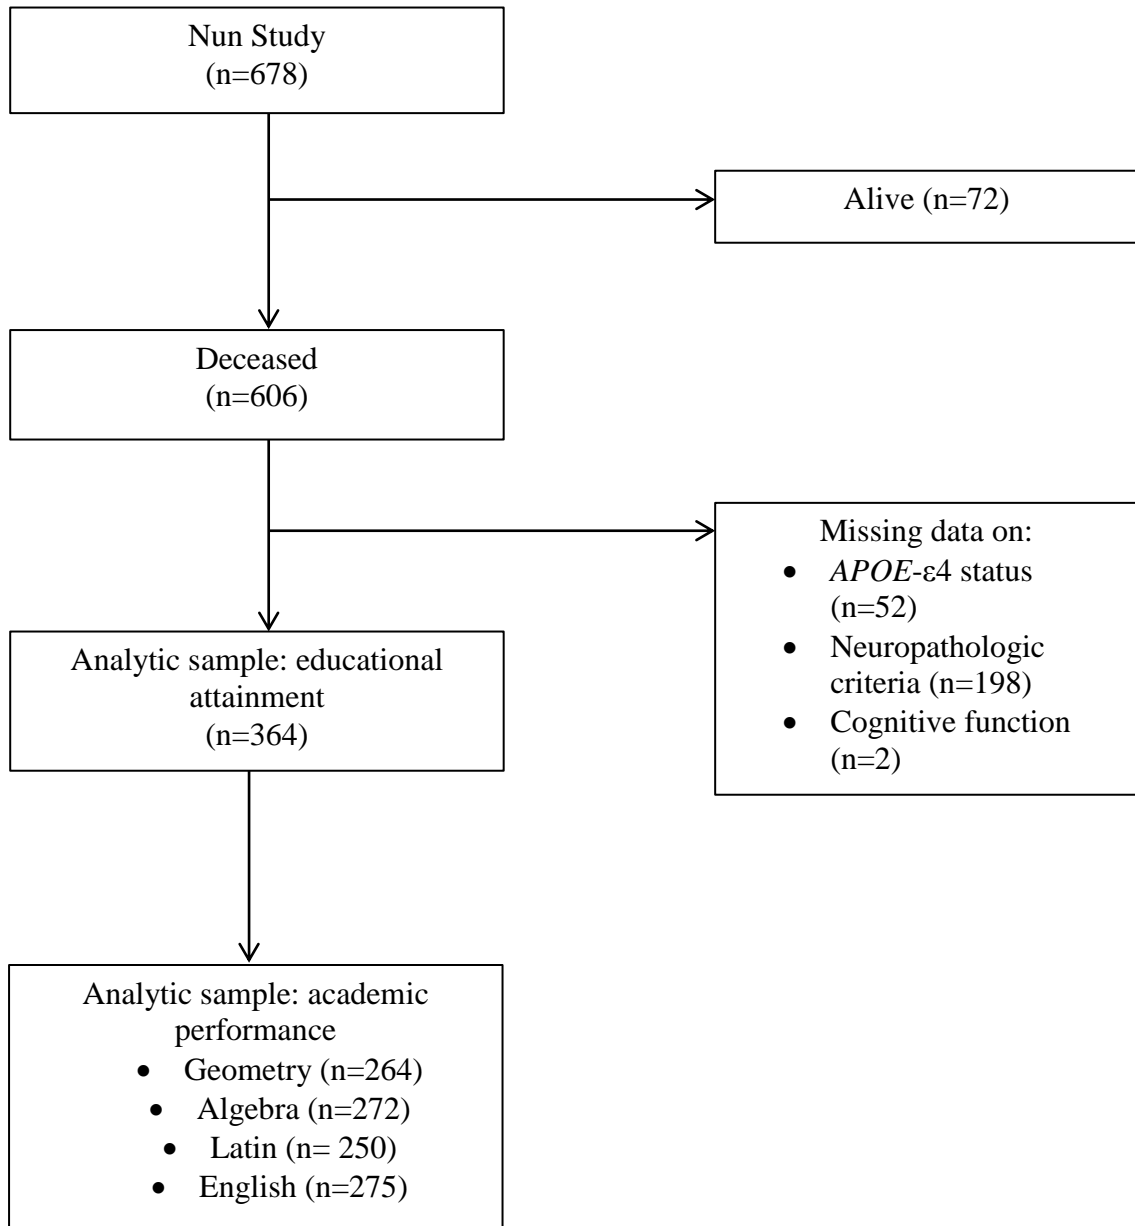 Nun Study
(n=678)
Alive (n=72)
Deceased
(n=606)
Missing data on:
• APOE-ε4 status
(n=52)
• Neuropathologic
criteria (n=198)
• Cognitive function
(n=2)
Analytic sample: educational
attainment
(n=364)
Analytic sample: academic
performance
• Geometry (n=264)
• Algebra (n=272)
• Latin (n= 250)
• English (n=275)